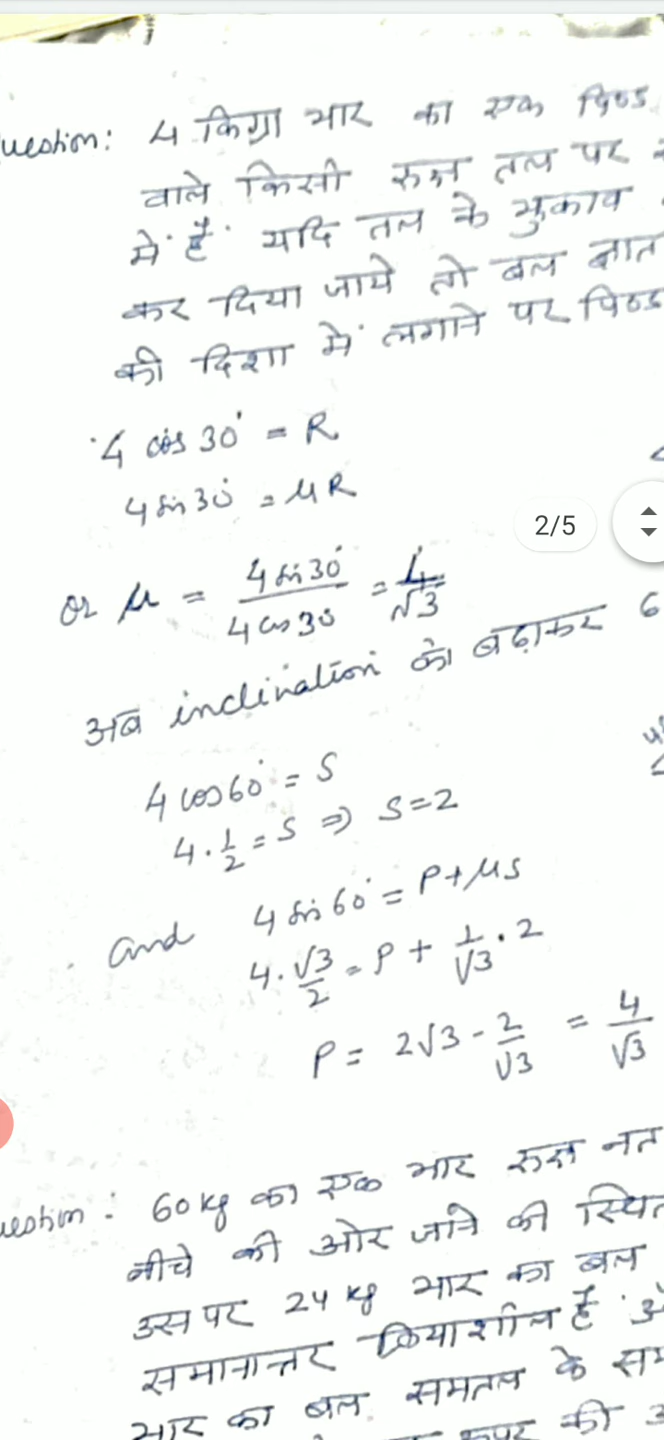 uestion: 4 किग्रा भार का एक पिण्ड
वाले किसी रुक्ष तल पर
में है यदि तल के झुकाव
कर दिया जाये तो बल ज्ञात
की दिशा में लगाने पर पिण्ड
4 cos 30° = R
4 sin 30° = μR
2/5
or μ = 4 sin 30° / 4 cos 30 = 1/√3
अब inclination को बढ़ाकर 6
4 cos 60° = S
4 . 1/2 = S ⇒ S = 2
and 4 sin 60° = P + μS
4 . √3/2 = P + 1/√3 . 2
P = 2√3 - 2/√3 = 4/√3
uestion : 60 kg का एक भार रुक्ष नत
नीचे की ओर जाने की स्थित
उस पर 24 kg भार का बल
समानान्तर क्रियाशील है
भार का बल समतल के सम
ऊपर की